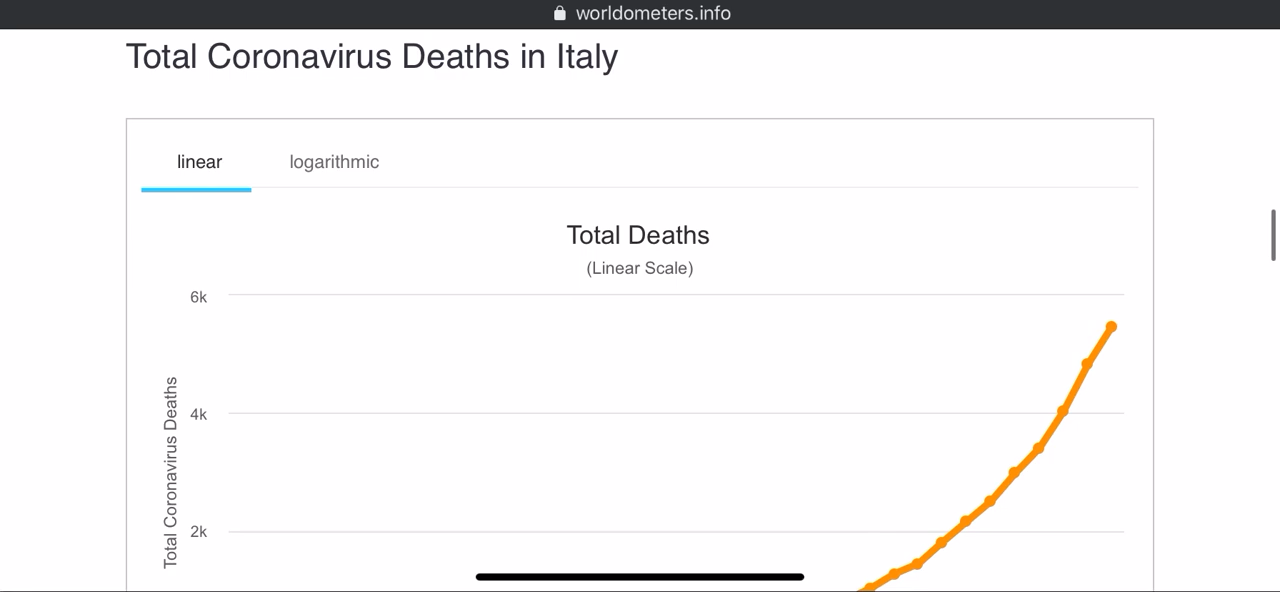 worldometers.info
Total Coronavirus Deaths in Italy
linear logarithmic
Total Deaths
(Linear Scale)
6k
4k
2k
Total Coronavirus Deaths